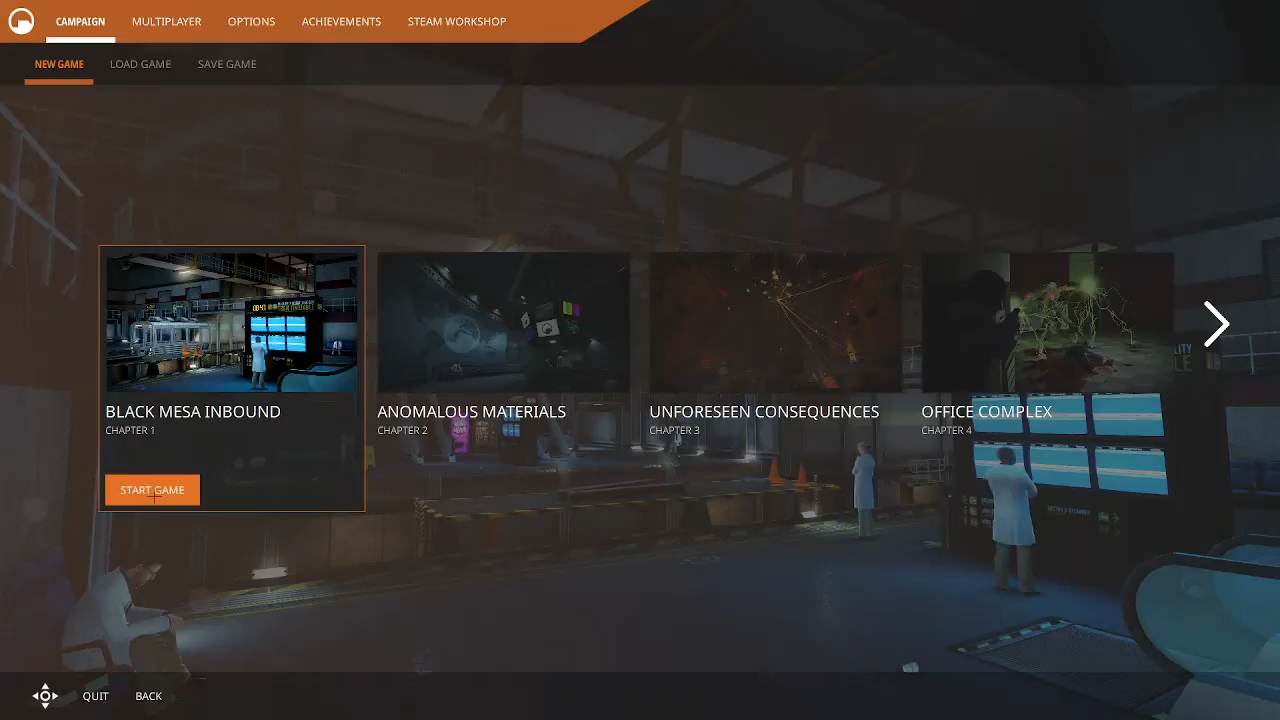 CAMPAIGN MULTIPLAYER OPTIONS ACHIEVEMENTS STEAM WORKSHOP
NEW GAME LOAD GAME SAVE GAME
BLACK MESA INBOUND
CHAPTER 1
START GAME
ANOMALOUS MATERIALS
CHAPTER 2
UNFORESEEN CONSEQUENCES
CHAPTER 3
OFFICE COMPLEX
CHAPTER 4
QUIT BACK